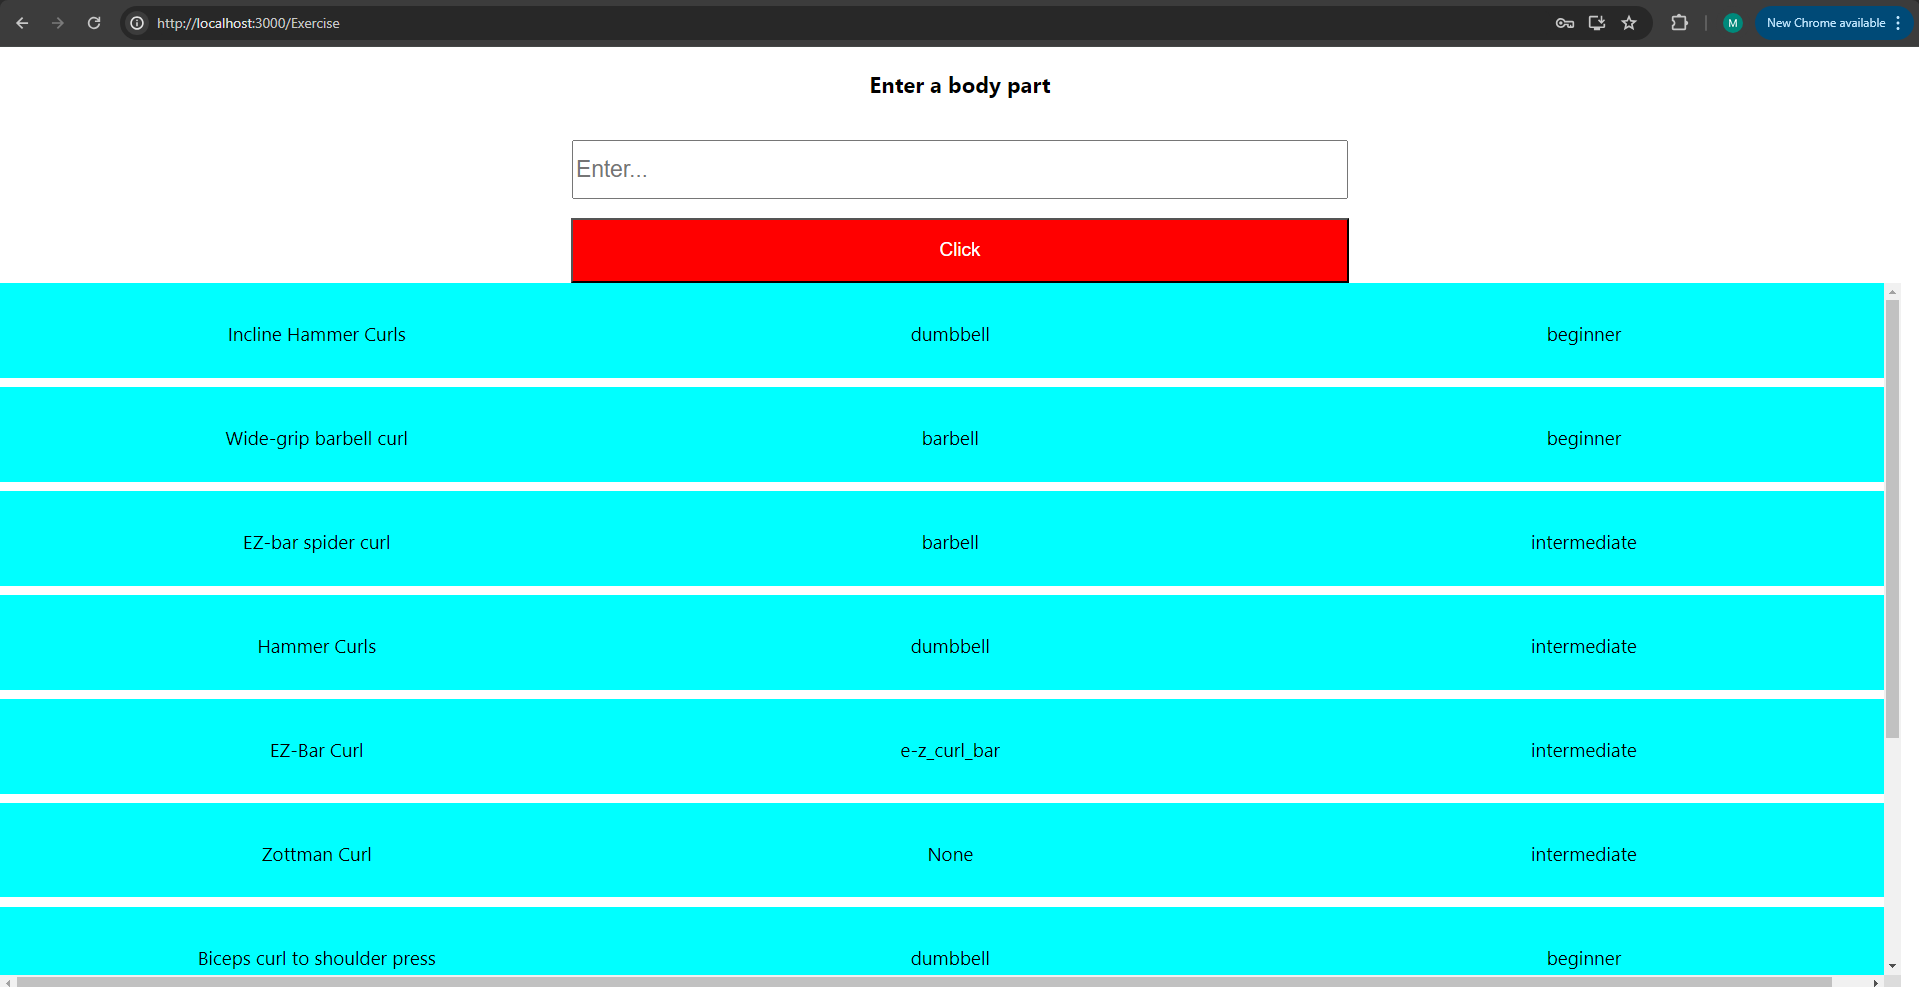 http://localhost:3000/Exercise
M
New Chrome available
Enter a body part
Enter...
Click
Incline Hammer Curls dumbbell beginner
Wide-grip barbell curl barbell beginner
EZ-bar spider curl barbell intermediate
Hammer Curls dumbbell intermediate
EZ-Bar Curl e-z_curl_bar intermediate
Zottman Curl None intermediate
Biceps curl to shoulder press dumbbell beginner